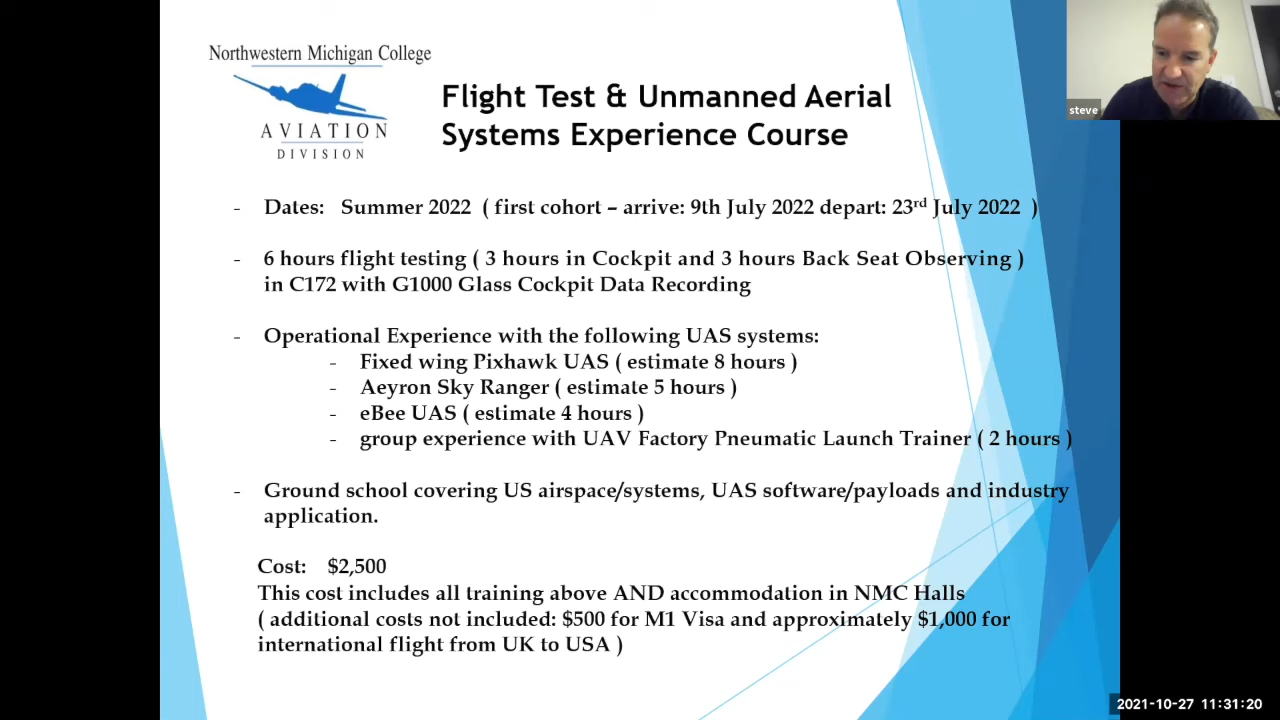 Northwestern Michigan College
AVIATION
DIVISION
Flight Test & Unmanned Aerial
Systems Experience Course
steve
- Dates: Summer 2022 ( first cohort – arrive: 9th July 2022 depart: 23rd July 2022 )
- 6 hours flight testing ( 3 hours in Cockpit and 3 hours Back Seat Observing )
in C172 with G1000 Glass Cockpit Data Recording
- Operational Experience with the following UAS systems:
- Fixed wing Pixhawk UAS ( estimate 8 hours )
- Aeyron Sky Ranger ( estimate 5 hours )
- eBee UAS ( estimate 4 hours )
- group experience with UAV Factory Pneumatic Launch Trainer ( 2 hours )
- Ground school covering US airspace/systems, UAS software/payloads and industry
application.
Cost: $2,500
This cost includes all training above AND accommodation in NMC Halls
( additional costs not included: $500 for M1 Visa and approximately $1,000 for
international flight from UK to USA )
2021-10-27 11:31:20